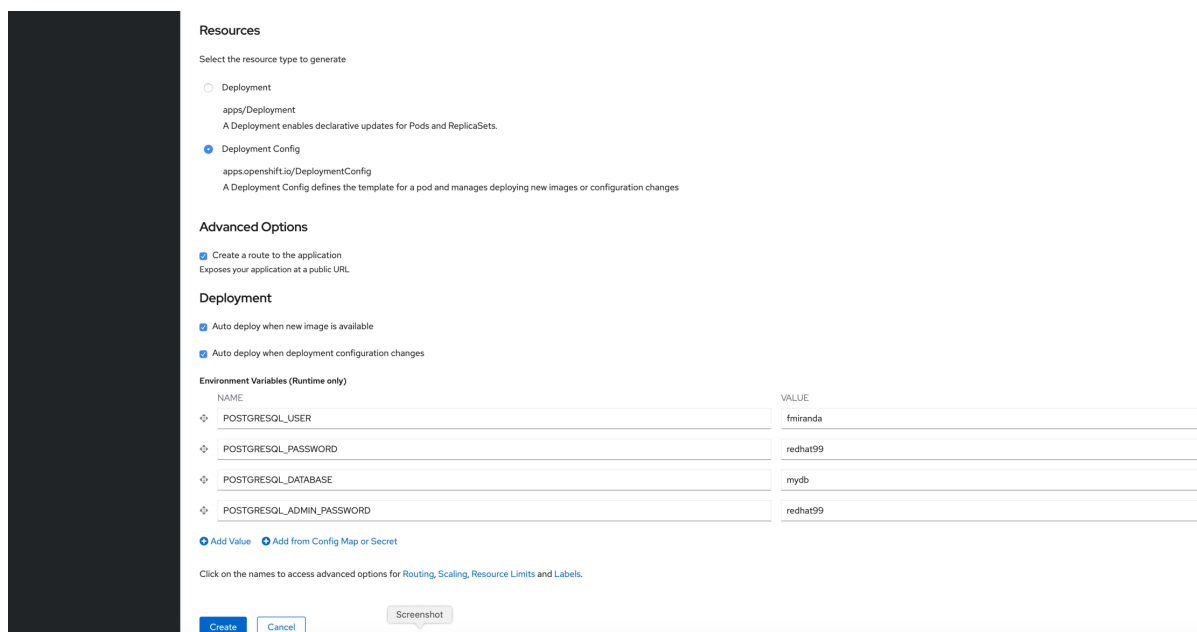 Resources
Select the resource type to generate
Deployment
apps/Deployment
A Deployment enables declarative updates for Pods and ReplicaSets.
Deployment Config
apps.openshift.io/DeploymentConfig
A Deployment Config defines the template for a pod and manages deploying new images or configuration changes
Advanced Options
Create a route to the application
Exposes your application at a public URL
Deployment
Auto deploy when new image is available
Auto deploy when deployment configuration changes
Environment Variables (Runtime only)
NAME VALUE
POSTGRESQL_USER fmiranda
POSTGRESQL_PASSWORD redhat99
POSTGRESQL_DATABASE mydb
POSTGRESQL_ADMIN_PASSWORD redhat99
Add Value Add from Config Map or Secret
Click on the names to access advanced options for Routing, Scaling, Resource Limits and Labels.
Screenshot
Create Cancel